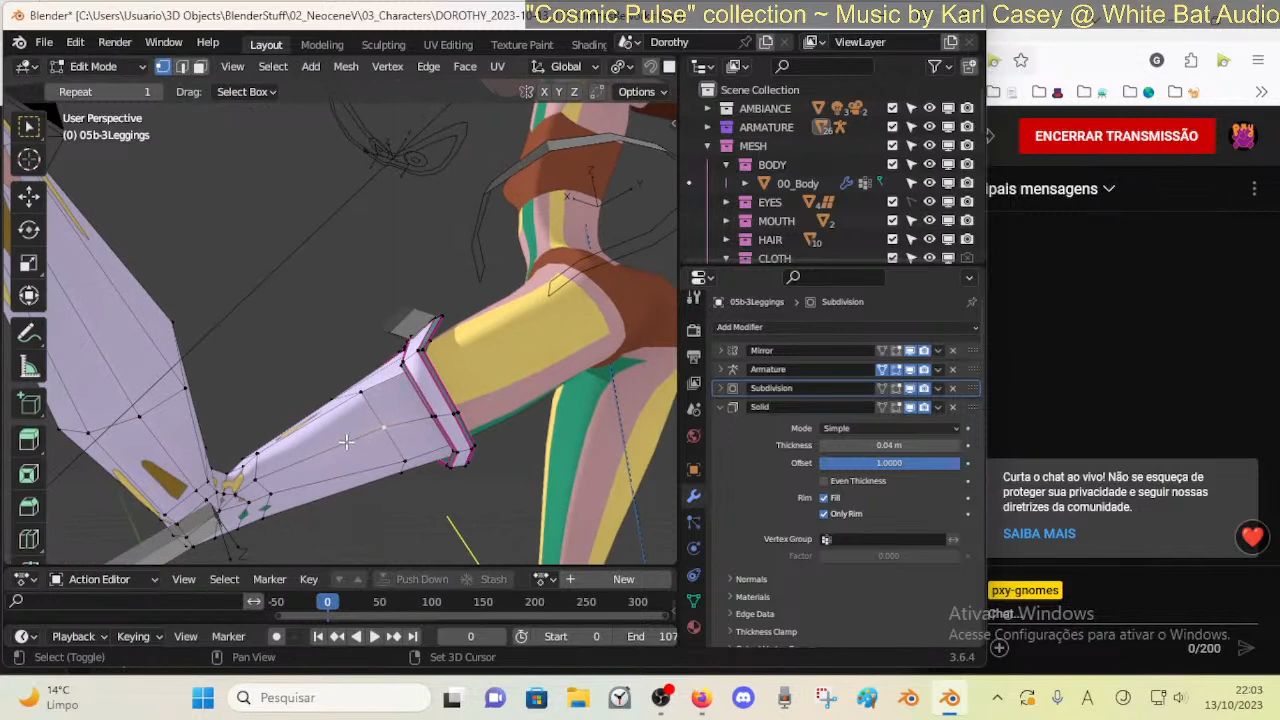 "Cosmic Pulse" collection ~ Music by Karl Casey @ White Bat Audio
Blender* ["C:\Users\Usuario\3D Objects\BlenderStuff\02_NeoceneV\03_Characters\DOROTHY_2023-10-
File Edit Render Window Help Layout Modeling Sculpting UV Editing Texture Paint Shading Dorothy ViewLayer
Edit Mode View Select Add Mesh Vertex Edge Face UV Global
Repeat 1 Drag: Select Box X Y Z Options
User Perspective
(0) 05b-3Leggings
Scene Collection
AMBIANCE 3 2
ARMATURE 26
MESH
BODY
00_Body
EYES 4
MOUTH 2
HAIR 10
CLOTH
ENCERRAR TRANSMISSÃO
ipais mensagens
05b-3Leggings Subdivision
Add Modifier
Mirror
Armature
Subdivision
Solid
Mode Simple
Thickness 0.04 m
Offset 1.0000
Even Thickness
Rim Fill
Only Rim
Vertex Group
Factor 0.000
Normals
Materials
Edge Data
Thickness Clamp
Curta o chat ao vivo! Não se esqueça de
proteger sua privacidade e seguir nossas
diretrizes da comunidade.
SAIBA MAIS
pxy-gnomes
Chat...
0/200
Ativar o Windows
Acesse Configurações para ativar o Windows.
Action Editor View Select Marker Key Push Down Stash New
-50 0 50 100 150 200 250 300
Playback Keying View Marker 0 Start 0 End 107
Select (Toggle) Pan View Set 3D Cursor 3.6.4
14°C
Limpo
Pesquisar
22:03
13/10/2023